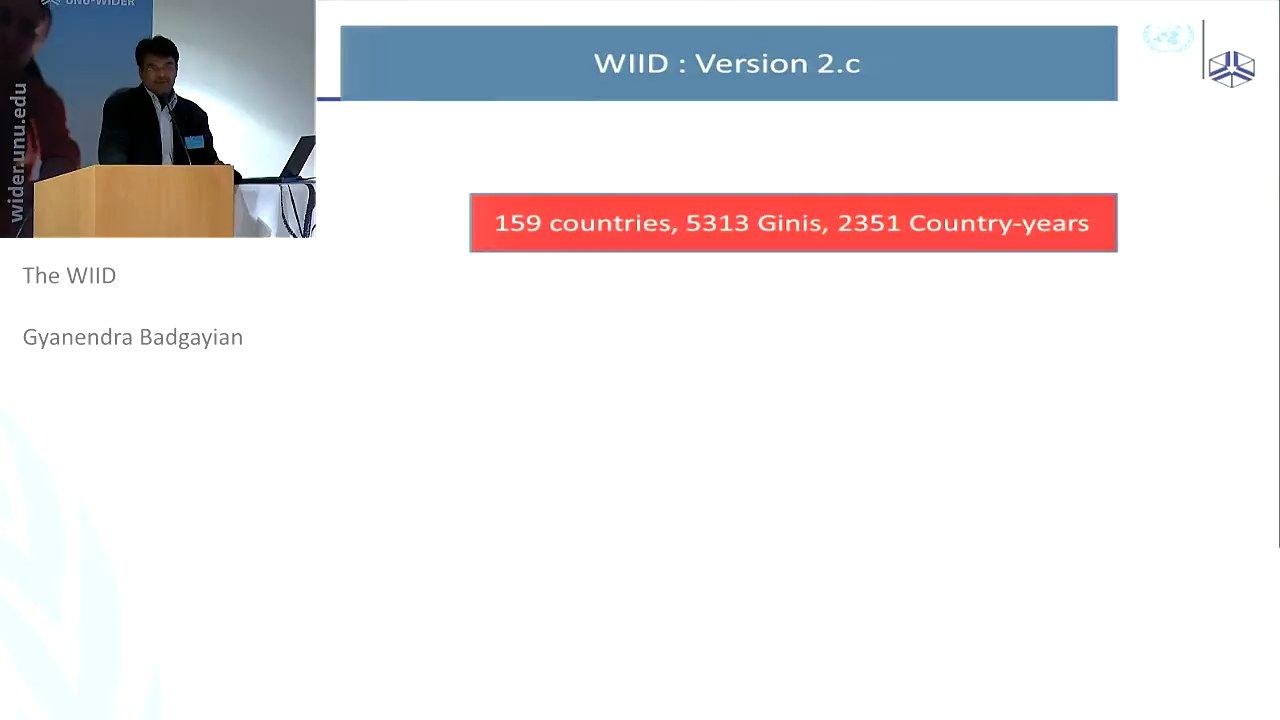 UNU-WIDER
wider.unu.edu
WIID : Version 2.c
159 countries, 5313 Ginis, 2351 Country-years
The WIID
Gyanendra Badgayian